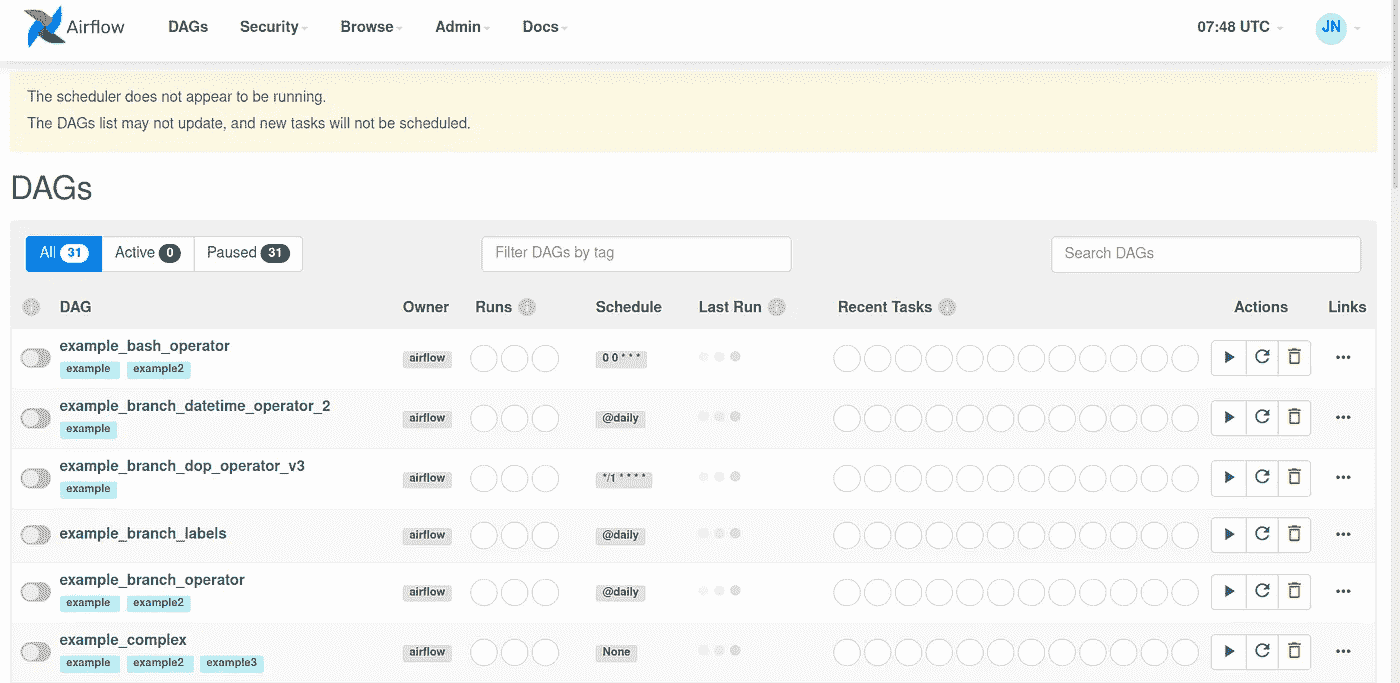 Airflow DAGs Security Browse Admin Docs 07:48 UTC JN
The scheduler does not appear to be running.
The DAGs list may not update, and new tasks will not be scheduled.
DAGs
All 31 Active 0 Paused 31 Filter DAGs by tag Search DAGs
DAG Owner Runs Schedule Last Run Recent Tasks Actions Links
example_bash_operator
example example2 airflow 0 0 * * *
example_branch_datetime_operator_2
example airflow @daily
example_branch_dop_operator_v3
example airflow */1 * * * *
example_branch_labels airflow @daily
example_branch_operator
example example2 airflow @daily
example_complex
example example2 example3 airflow None